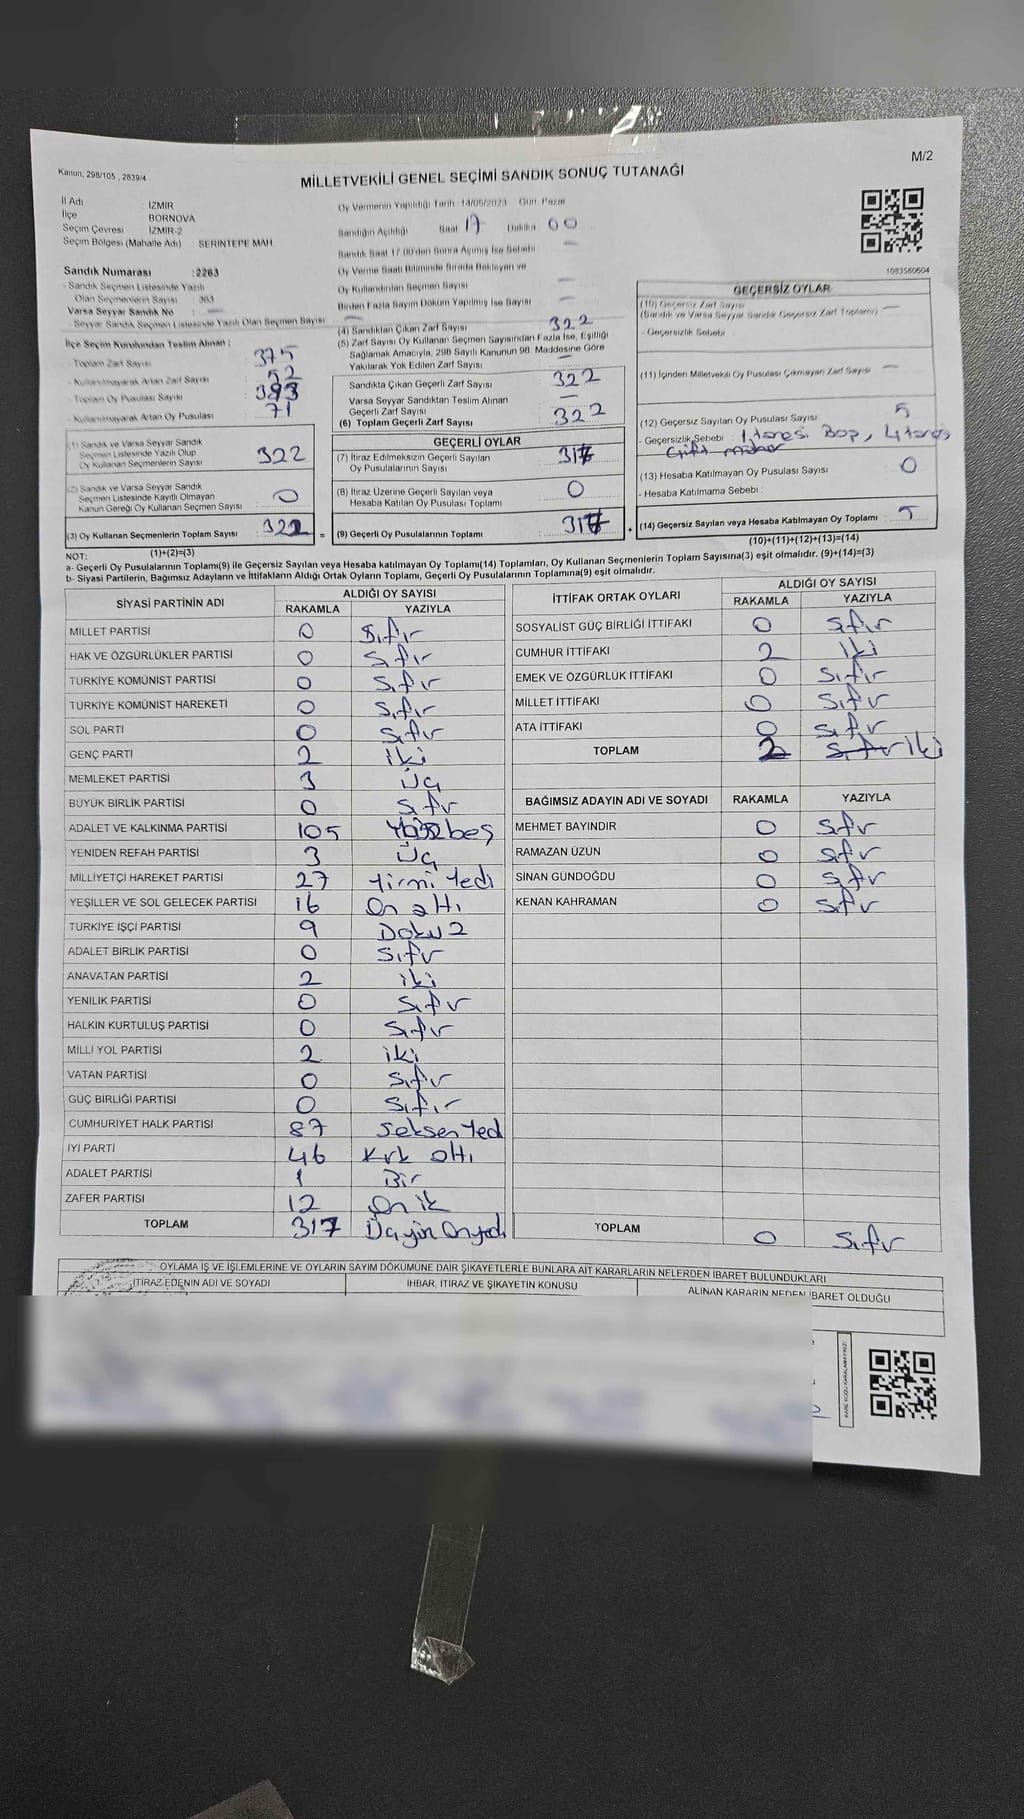 M/2
Kanun; 298/105 , 2839/4
MİLLETVEKİLİ GENEL SEÇİMİ SANDIK SONUÇ TUTANAĞI
İl Adı : İZMİR
İlçe : BORNOVA
Seçim Çevresi : İZMİR-2
Seçim Bölgesi (Mahalle Adı) : SERİNTEPE MAH
Sandık Numarası : 2263
- Sandık Seçmen Listesinde Yazılı
Olan Seçmenlerin Sayısı : 363
Varsa Seyyar Sandık No : —
- Seyyar Sandık Seçmen Listesinde Yazılı Olan Seçmen Sayısı : —
İlçe Seçim Kurulundan Teslim Alınan ;
- Toplam Zarf Sayısı : 375
- Kullanılmayarak Artan Zarf Sayısı : 52
- Toplam Oy Pusulası Sayısı : 393
- Kullanılmayarak Artan Oy Pusulası : 71
(1) Sandık ve Varsa Seyyar Sandık
Seçmen Listesinde Yazılı Olup
Oy Kullanan Seçmenlerin Sayısı : 322
(2) Sandık ve Varsa Seyyar Sandık
Seçmen Listesinde Kayıtlı Olmayan
Kanun Gereği Oy Kullanan Seçmen Sayısı : 0
(3) Oy Kullanan Seçmenlerin Toplam Sayısı : 322 =
(1)+(2)=(3)
Oy Vermenin Yapıldığı Tarih : 14/05/2023 Gün Pazar
Sandığın Açıldığı Saat 17 Dakika 00
Sandık Saat 17.00'den Sonra Açılmış İse Sebebi : —
Oy Verme Saati Bitiminde Sırada Bekleyen ve
Oy Kullandırılan Seçmen Sayısı : —
Birden Fazla Sayım Döküm Yapılmış İse Sayısı : —
(4) Sandıktan Çıkan Zarf Sayısı : 322
(5) Zarf Sayısı Oy Kullanan Seçmen Sayısından Fazla İse, Eşitliği
Sağlamak Amacıyla, 298 Sayılı Kanunun 98. Maddesine Göre
Yakılarak Yok Edilen Zarf Sayısı : —
Sandıkta Çıkan Geçerli Zarf Sayısı : 322
Varsa Seyyar Sandıktan Teslim Alınan
Geçerli Zarf Sayısı : —
(6) Toplam Geçerli Zarf Sayısı : 322
GEÇERLİ OYLAR
(7) İtiraz Edilmeksizin Geçerli Sayılan
Oy Pusulalarının Sayısı : 317
(8) İtiraz Üzerine Geçerli Sayılan veya
Hesaba Katılan Oy Pusulası Toplamı : 0
(9) Geçerli Oy Pusulalarının Toplamı : 317 +
1083560604
GEÇERSİZ OYLAR
(10) Geçersiz Zarf Sayısı
(Sandık ve Varsa Seyyar Sandık Geçersiz Zarf Toplamı) : —
- Geçersizlik Sebebi :
(11) İçinden Milletvekili Oy Pusulası Çıkmayan Zarf Sayısı : —
(12) Geçersiz Sayılan Oy Pusulası Sayısı : 5
- Geçersizlik Sebebi : 1 tanesi Boş, 4 tanesi
Çift mühür
(13) Hesaba Katılmayan Oy Pusulası Sayısı : 0
- Hesaba Katılmama Sebebi :
(14) Geçersiz Sayılan veya Hesaba Katılmayan Oy Toplamı : 5
(10)+(11)+(12)+(13)=(14)
NOT:
a- Geçerli Oy Pusulalarının Toplamı(9) ile Geçersiz Sayılan veya Hesaba katılmayan Oy Toplamı(14) Toplamları, Oy Kullanan Seçmenlerin Toplam Sayısına(3) eşit olmalıdır. (9)+(14)=(3)
b- Siyasi Partilerin, Bağımsız Adayların ve İttifakların Aldığı Ortak Oyların Toplamı, Geçerli Oy Pusulalarının Toplamına(9) eşit olmalıdır.
SİYASİ PARTİNİN ADI ALDIĞI OY SAYISI
RAKAMLA YAZIYLA
MİLLET PARTİSİ 0 Sıfır
HAK VE ÖZGÜRLÜKLER PARTİSİ 0 Sıfır
TÜRKİYE KOMÜNİST PARTİSİ 0 Sıfır
TÜRKİYE KOMÜNİST HAREKETİ 0 Sıfır
SOL PARTİ 0 Sıfır
GENÇ PARTİ 2 iki
MEMLEKET PARTİSİ 3 Üç
BÜYÜK BİRLİK PARTİSİ 0 Sıfır
ADALET VE KALKINMA PARTİSİ 105 Yüzbeş
YENİDEN REFAH PARTİSİ 3 Üç
MİLLİYETÇİ HAREKET PARTİSİ 27 Yirmi Yedi
YEŞİLLER VE SOL GELECEK PARTİSİ 16 On altı
TÜRKİYE İŞÇİ PARTİSİ 9 Dokuz
ADALET BİRLİK PARTİSİ 0 Sıfır
ANAVATAN PARTİSİ 2 iki
YENİLİK PARTİSİ 0 Sıfır
HALKIN KURTULUŞ PARTİSİ 0 Sıfır
MİLLİ YOL PARTİSİ 2 iki
VATAN PARTİSİ 0 Sıfır
GÜÇ BİRLİĞİ PARTİSİ 0 Sıfır
CUMHURİYET HALK PARTİSİ 87 Seksen Yedi
İYİ PARTİ 46 Kırk altı
ADALET PARTİSİ 1 Bir
ZAFER PARTİSİ 12 On iki
TOPLAM 317 Üçyüz Onyedi
İTTİFAK ORTAK OYLARI ALDIĞI OY SAYISI
RAKAMLA YAZIYLA
SOSYALİST GÜÇ BİRLİĞİ İTTİFAKI 0 Sıfır
CUMHUR İTTİFAKI 2 İki
EMEK VE ÖZGÜRLÜK İTTİFAKI 0 Sıfır
MİLLET İTTİFAKI 0 Sıfır
ATA İTTİFAKI 0 Sıfır
TOPLAM 2 Sıfır iki
BAĞIMSIZ ADAYIN ADI VE SOYADI RAKAMLA YAZIYLA
MEHMET BAYINDIR 0 Sıfır
RAMAZAN UZUN 0 Sıfır
SİNAN GÜNDOĞDU 0 Sıfır
KENAN KAHRAMAN 0 Sıfır
TOPLAM 0 Sıfır
OYLAMA İŞ VE İŞLEMLERİNE VE OYLARIN SAYIM DÖKÜMÜNE DAİR ŞİKAYETLERLE BUNLARA AİT KARARLARIN NELERDEN İBARET BULUNDUKLARI
İTİRAZ EDENİN ADI VE SOYADI
İHBAR, İTİRAZ VE ŞİKAYETİN KONUSU
ALINAN KARARIN NEDEN İBARET OLDUĞU
KARE KODU KARALAMAYINIZ!